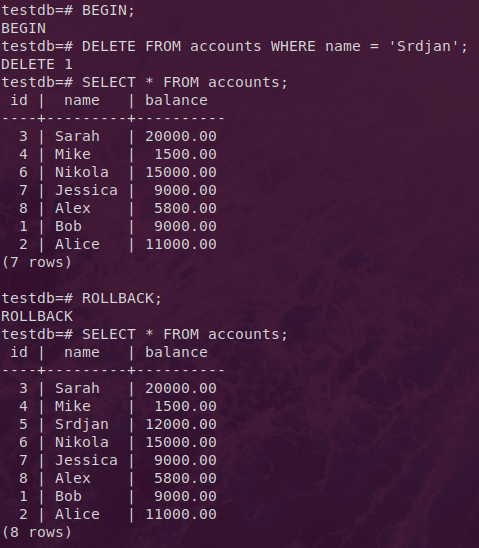 testdb=# BEGIN;
BEGIN
testdb=# DELETE FROM accounts WHERE name = 'Srdjan';
DELETE 1
testdb=# SELECT * FROM accounts;
 id |  name   | balance
----+---------+----------
  3 | Sarah   | 20000.00
  4 | Mike    |  1500.00
  6 | Nikola  | 15000.00
  7 | Jessica |  9000.00
  8 | Alex    |  5800.00
  1 | Bob     |  9000.00
  2 | Alice   | 11000.00
(7 rows)

testdb=# ROLLBACK;
ROLLBACK
testdb=# SELECT * FROM accounts;
 id |  name   | balance
----+---------+----------
  3 | Sarah   | 20000.00
  4 | Mike    |  1500.00
  5 | Srdjan  | 12000.00
  6 | Nikola  | 15000.00
  7 | Jessica |  9000.00
  8 | Alex    |  5800.00
  1 | Bob     |  9000.00
  2 | Alice   | 11000.00
(8 rows)